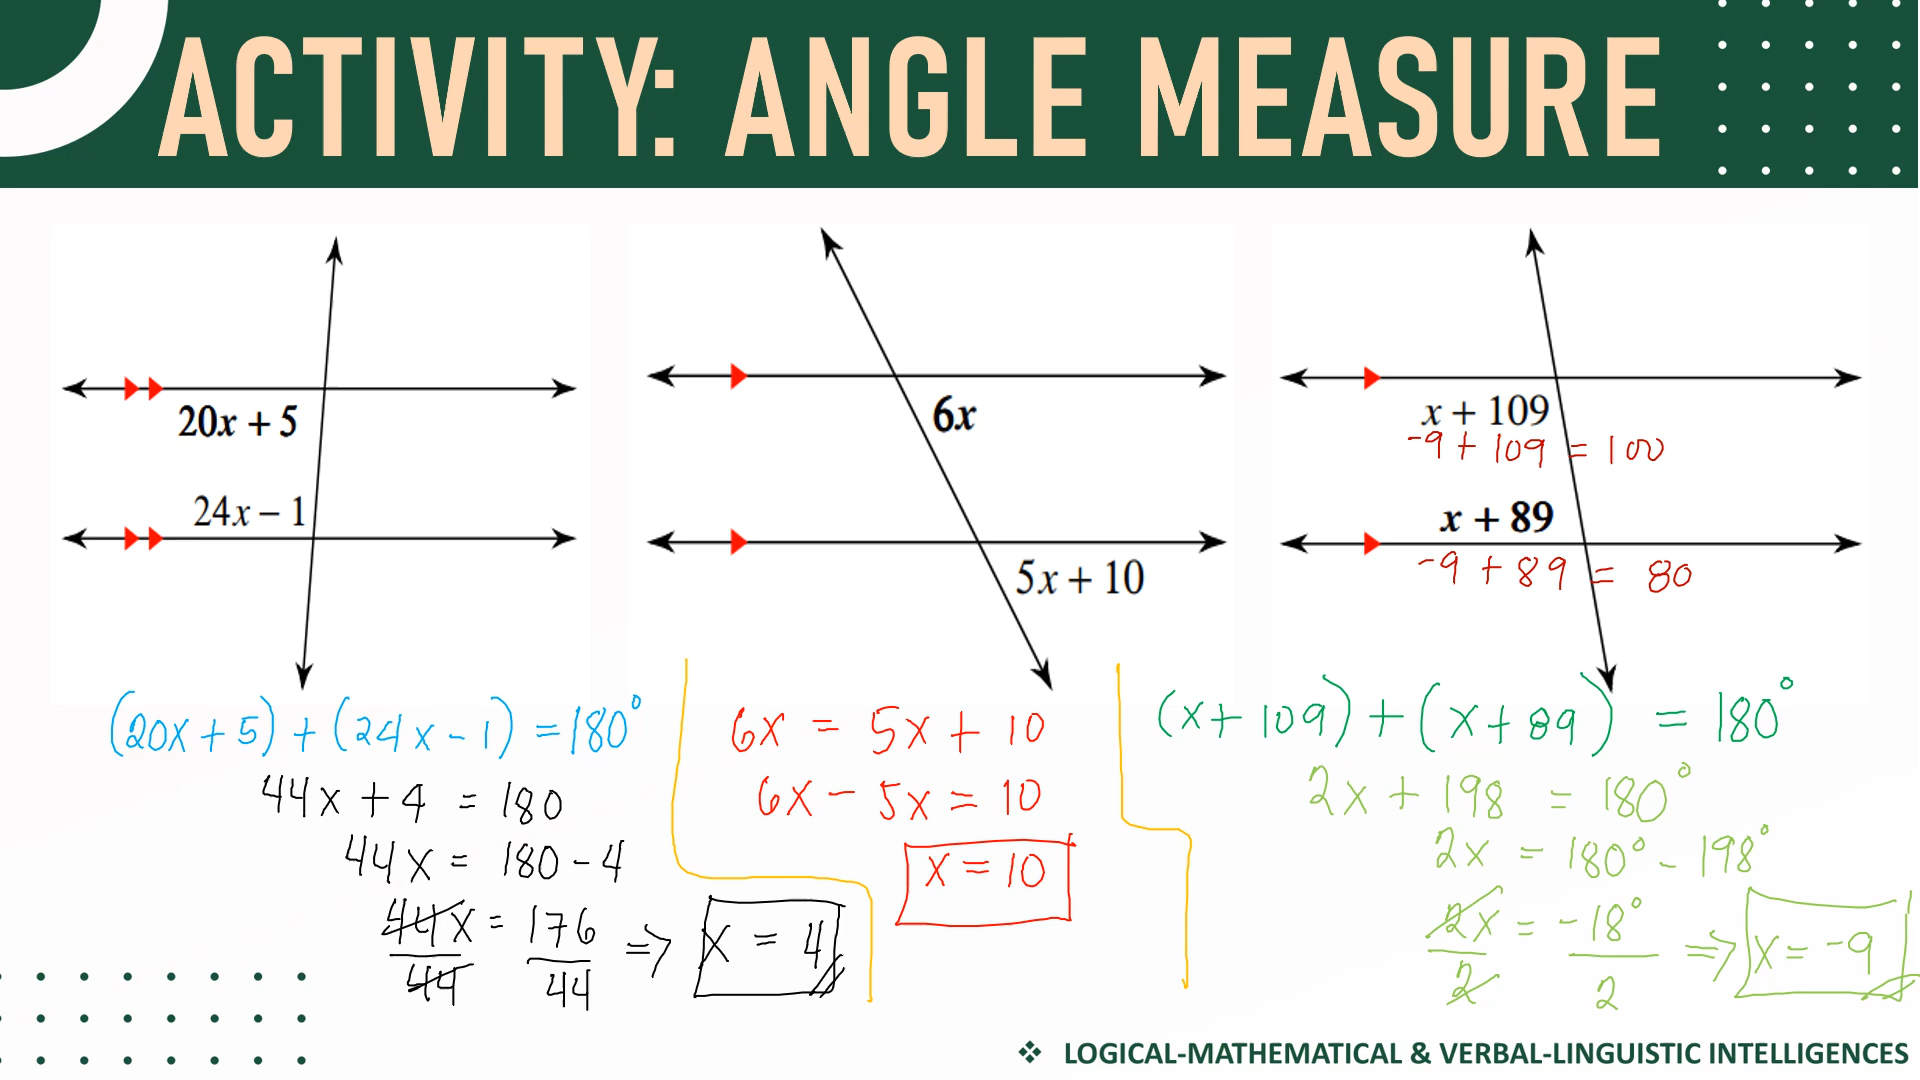 ACTIVITY: ANGLE MEASURE
20x + 5
24x – 1
6x
5x + 10
x + 109
-9 + 109 = 100
x + 89
-9 + 89 = 80
(20x + 5) + (24x - 1) = 180°
44x + 4 = 180
44x = 180 - 4
44x = 176
44 44
=> x = 4
6x = 5x + 10
6x - 5x = 10
x = 10
(x + 109) + (x + 89) = 180°
2x + 198 = 180°
2x = 180° - 198°
2x = -18°
2 2
=> x = -9
❖ LOGICAL-MATHEMATICAL & VERBAL-LINGUISTIC INTELLIGENCES